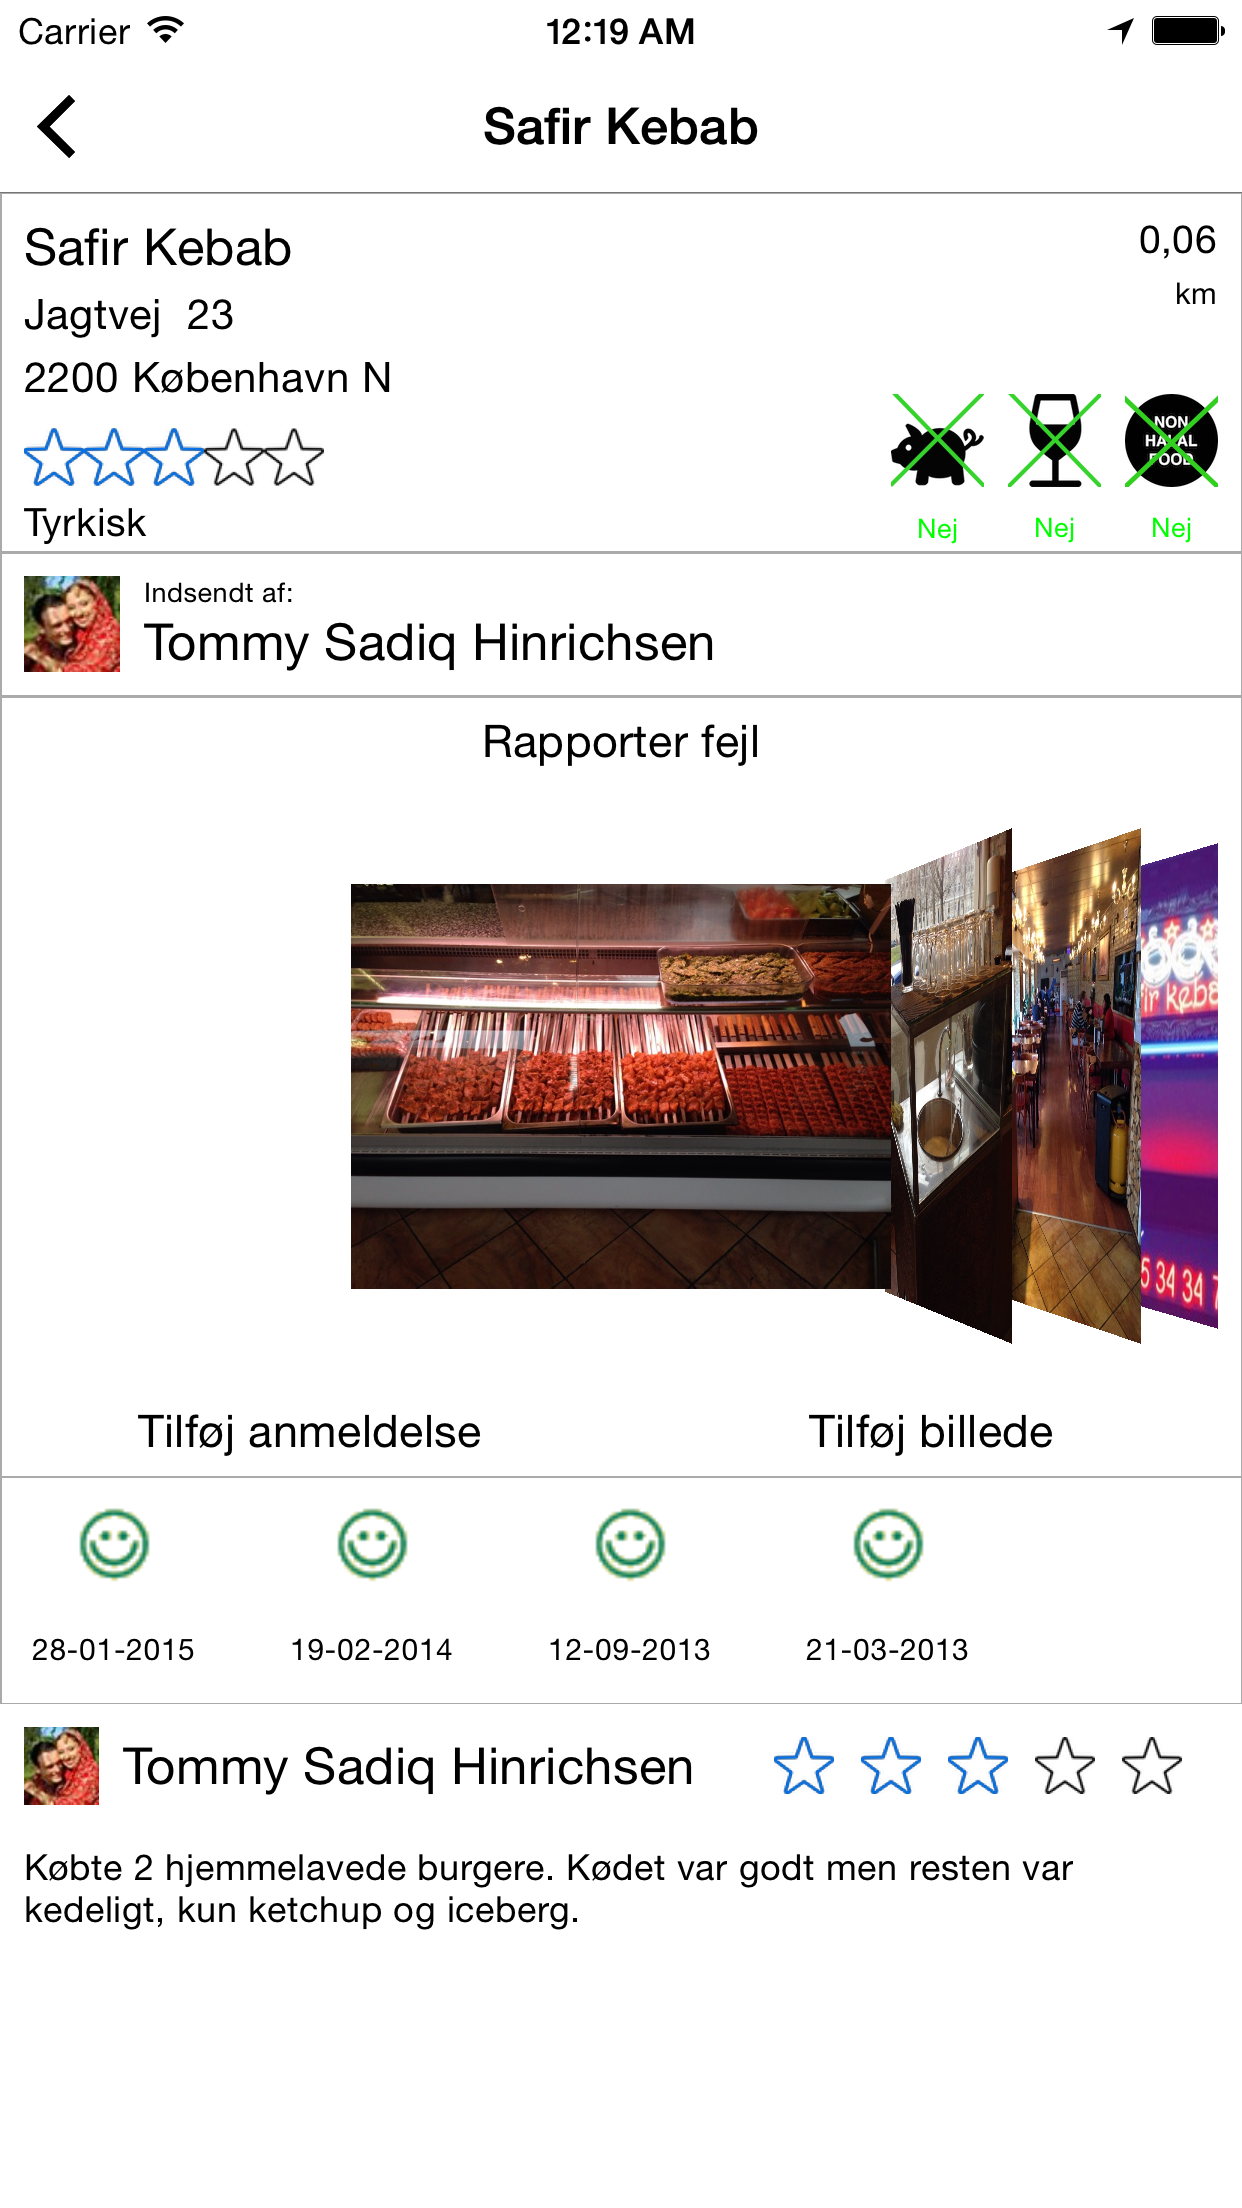 Carrier 12:19 AM
Safir Kebab
Safir Kebab
0,06
km
Jagtvej 23
2200 København N
NON
HALAL
FOOD
Tyrkisk
Nej Nej Nej
Indsendt af:
Tommy Sadiq Hinrichsen
Rapporter fejl
5 34 34
Tilføj anmeldelse Tilføj billede
28-01-2015 19-02-2014 12-09-2013 21-03-2013
Tommy Sadiq Hinrichsen
Købte 2 hjemmelavede burgere. Kødet var godt men resten var
kedeligt, kun ketchup og iceberg.